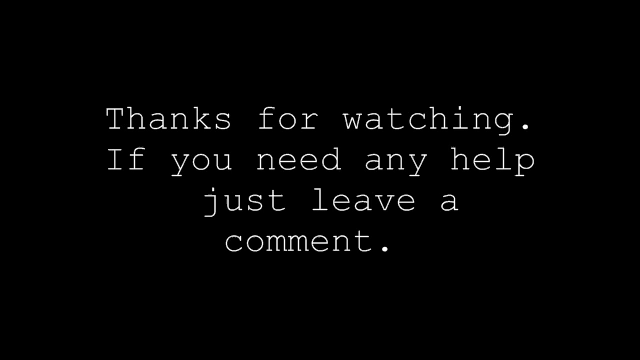 Thanks for watching.
If you need any help
just leave a
comment.